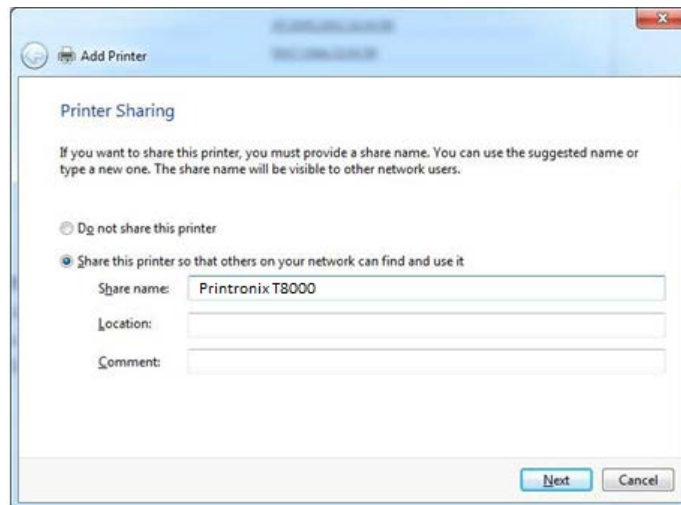 Add Printer
Printer Sharing
If you want to share this printer, you must provide a share name. You can use the suggested name or
type a new one. The share name will be visible to other network users.
Do not share this printer
Share this printer so that others on your network can find and use it
Share name: Printronix T8000
Location:
Comment:
Next Cancel